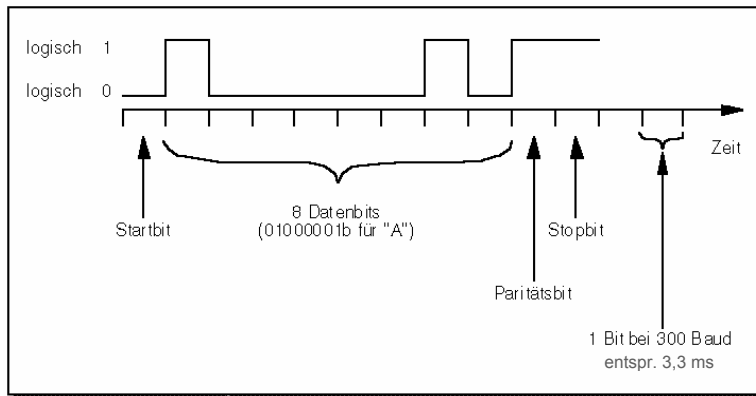 logisch 1
logisch 0
Zeit
8 Datenbits
(01000001b für "A")
Startbit
Stopbit
Paritätsbit
1 Bit bei 300 Baud
entspr. 3,3 ms